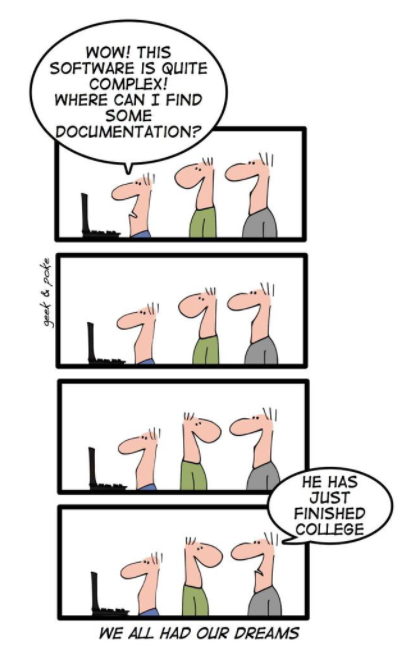 WOW! THIS
SOFTWARE IS QUITE
COMPLEX!
WHERE CAN I FIND
SOME
DOCUMENTATION?
geek & poke
HE HAS
JUST
FINISHED
COLLEGE
WE ALL HAD OUR DREAMS